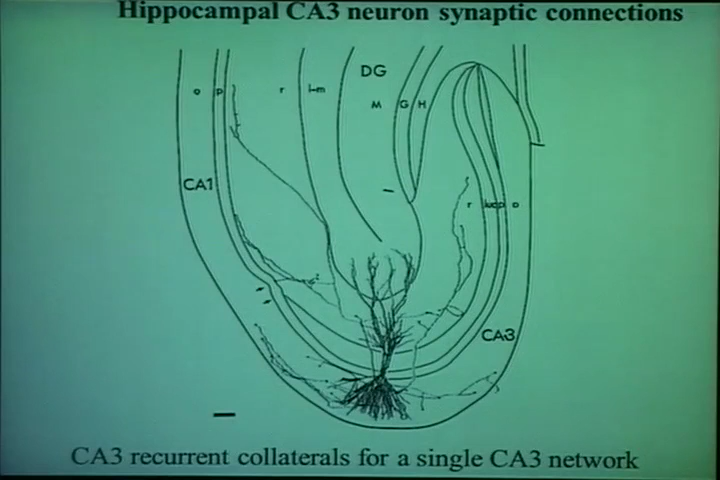 Hippocampal CA3 neuron synaptic connections
DG
o p r l-m M G H
CA1
r o
CA3
CA3 recurrent collaterals for a single CA3 network